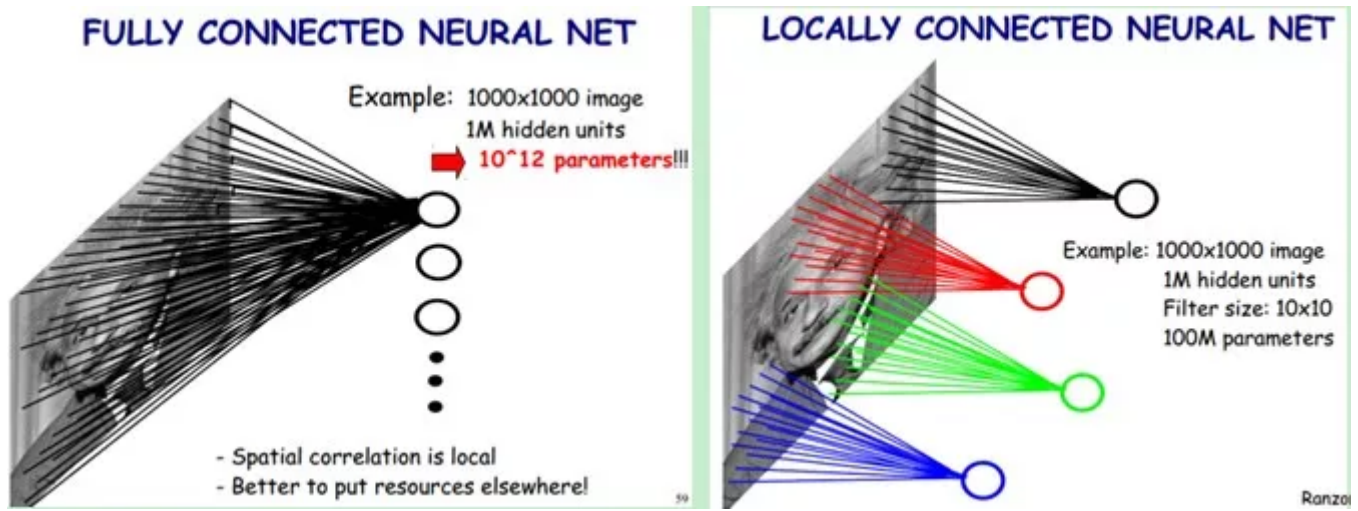 FULLY CONNECTED NEURAL NET
Example: 1000x1000 image
1M hidden units
10^12 parameters!!!
- Spatial correlation is local
- Better to put resources elsewhere!
59
LOCALLY CONNECTED NEURAL NET
Example: 1000x1000 image
1M hidden units
Filter size: 10x10
100M parameters